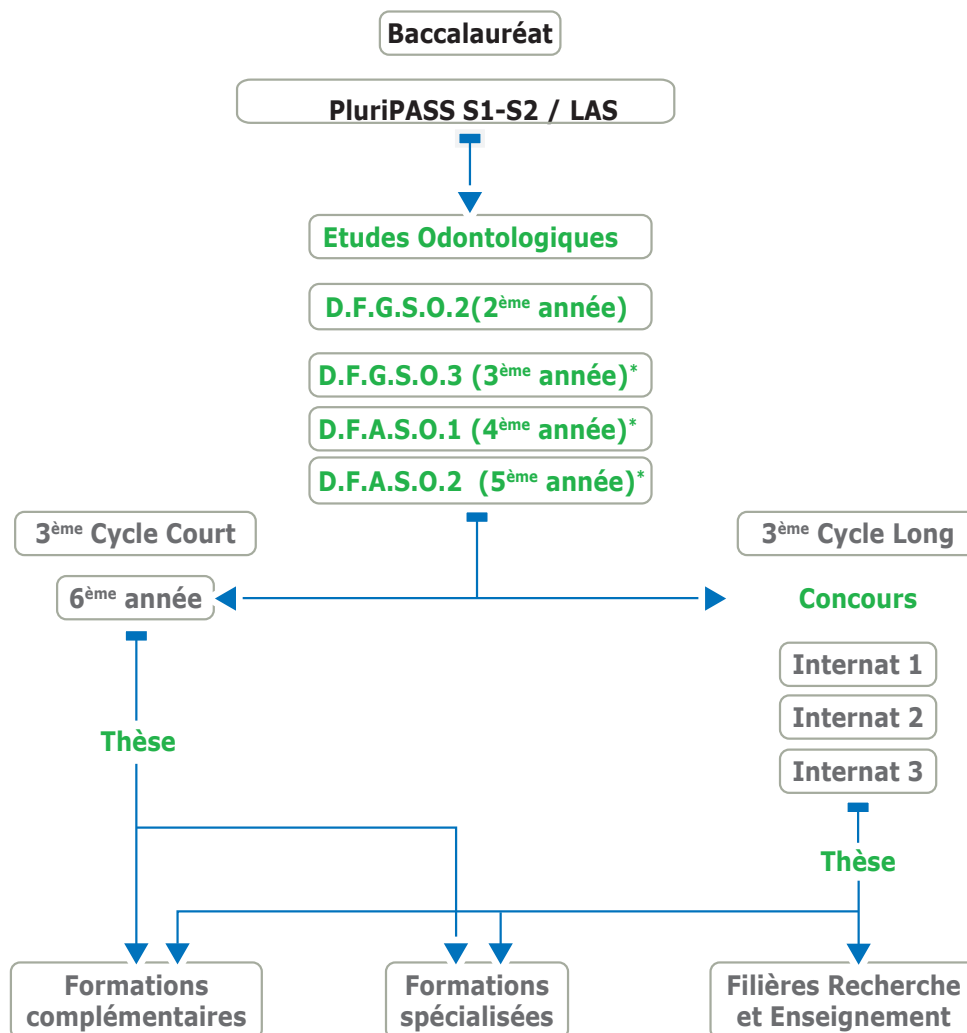 Baccalauréat
PluriPASS S1-S2 / LAS
Etudes Odontologiques
D.F.G.S.O.2(2ème année)
D.F.G.S.O.3 (3ème année)*
D.F.A.S.O.1 (4ème année)*
D.F.A.S.O.2 (5ème année)*
3ème Cycle Court
3ème Cycle Long
6ème année
Concours
Internat 1
Internat 2
Thèse
Internat 3
Thèse
Formations
complémentaires
Formations
spécialisées
Filières Recherche
et Enseignement